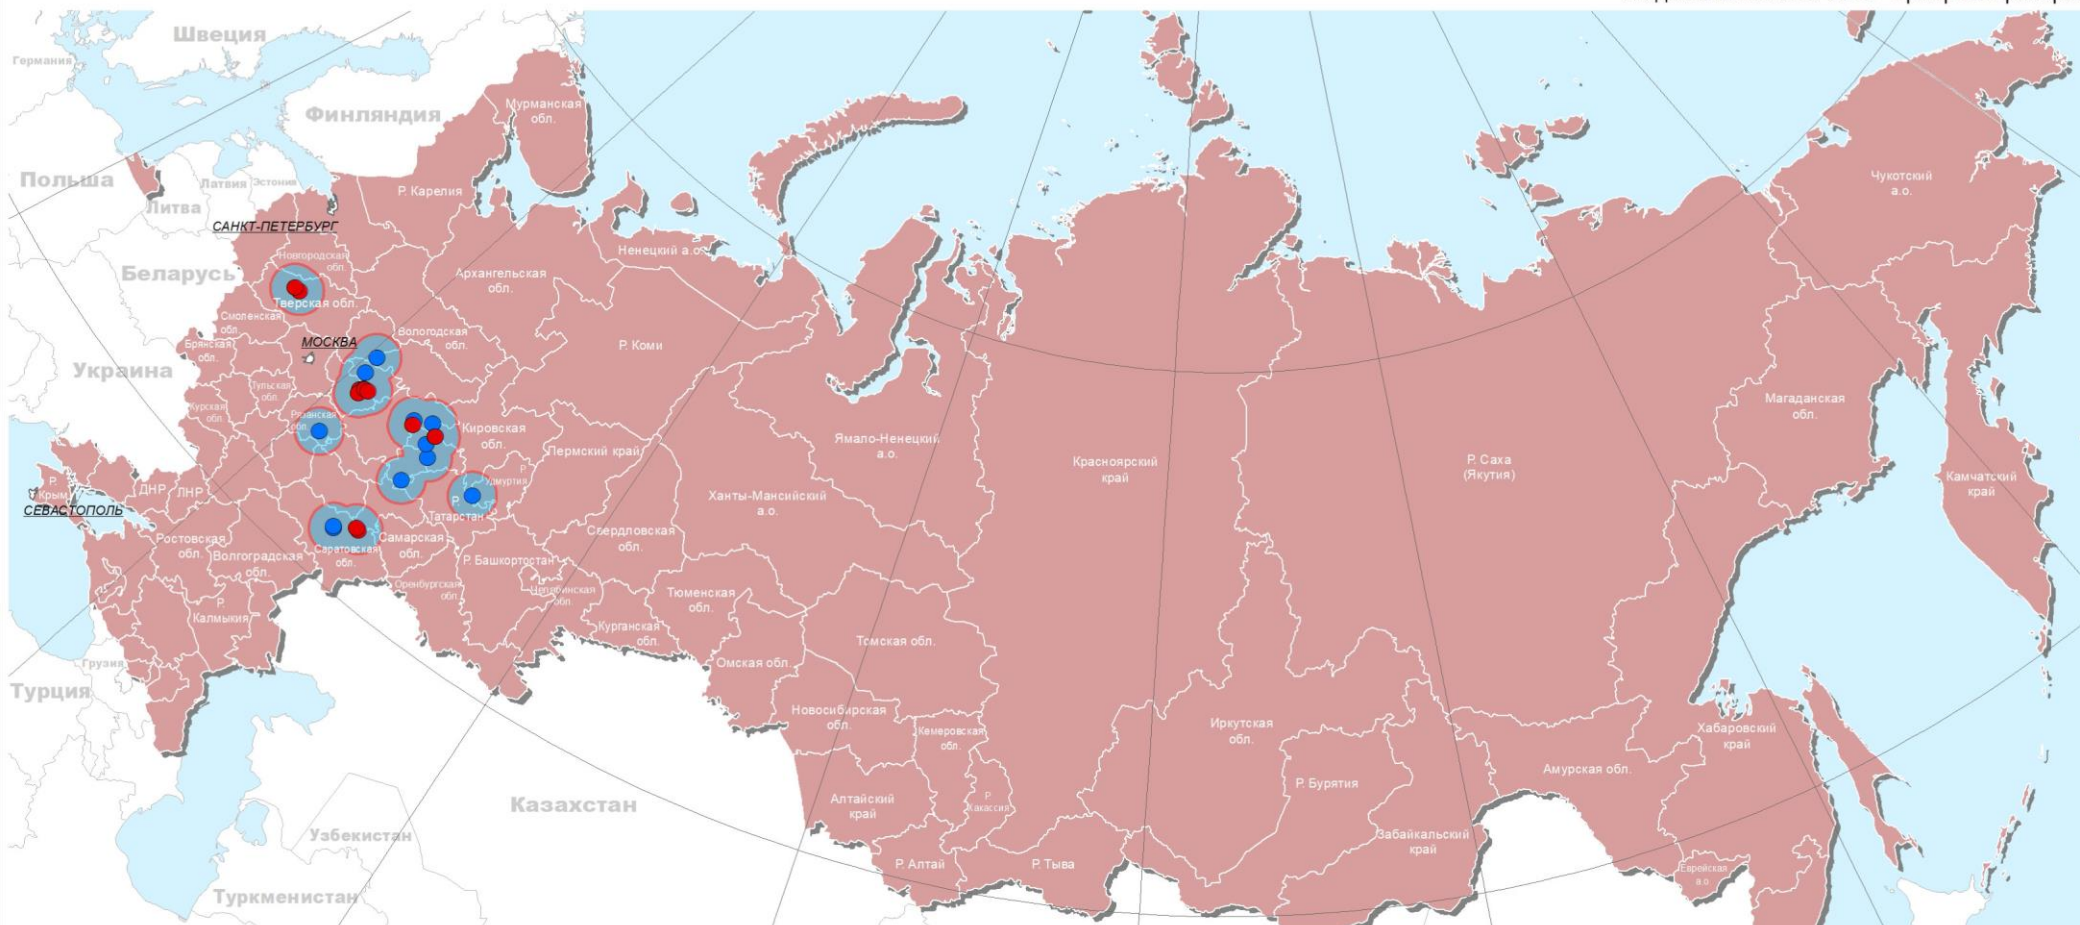 Швеция
Германия
Финляндия
Мурманская
обл.
Польша
Латвия
Эстония
Литва
Р. Карелия
САНКТ-ПЕТЕРБУРГ
Чукотский
а.о.
Беларусь
Новгородская
обл.
Ненецкий а.о.
Архангельская
обл.
Тверская обл.
Смоленская
обл.
Вологодская
обл.
МОСКВА
Брянская
обл.
Р. Коми
Украина
Тульская
обл.
Курская
обл.
Рязанская
обл.
Магаданская
обл.
Кировская
обл.
Пермский край
Ямало-Ненецкий
а.о.
Красноярский
край
Р. Саха
(Якутия)
Камчатский
край
Р.
Крым
ДНР
ЛНР
Р.
Удмуртия
СЕВАСТОПОЛЬ
Р.
Татарстан
Ханты-Мансийский
а.о.
Ростовская
обл.
Волгоградская
обл.
Саратовская
обл.
Самарская
обл.
Свердловская
обл.
Р. Башкортостан
Оренбургская
обл.
Челябинская
обл.
Тюменская
обл.
Р.
Калмыкия
Курганская
обл.
Томская обл.
Грузия
Омская обл.
Турция
Новосибирская
обл.
Кемеровская
обл.
Иркутская
обл.
Хабаровский
край
Амурская обл.
Р. Бурятия
Казахстан
Алтайский
край
Р.
Хакассия
Узбекистан
Забайкальский
край
Р. Алтай
Р. Тыва
Еврейская
а.о.
Туркменистан